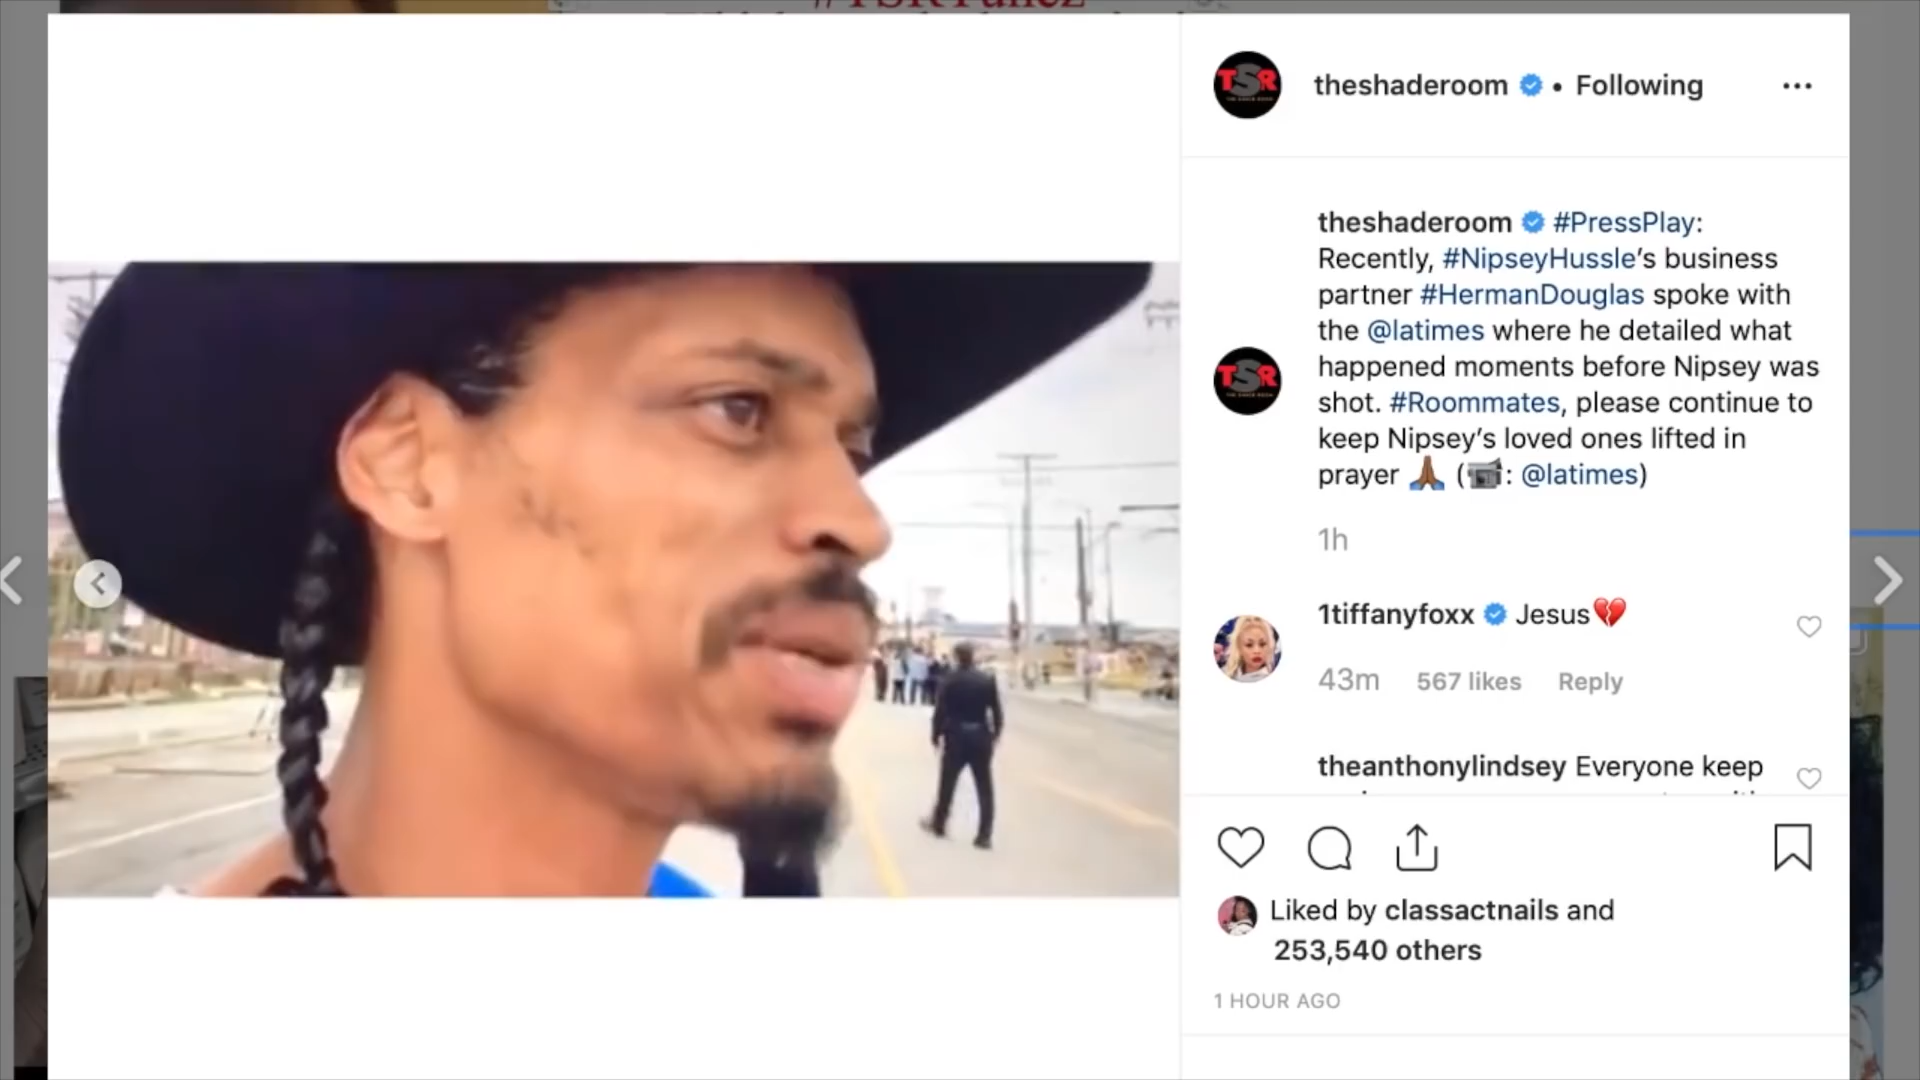 theshaderoom • Following
theshaderoom #PressPlay:
Recently, #NipseyHussle's business
partner #HermanDouglas spoke with
the @latimes where he detailed what
happened moments before Nipsey was
shot. #Roommates, please continue to
keep Nipsey's loved ones lifted in
prayer 🙏🏾 (📹: @latimes)
TSR
TSR
1h
1tiffanyfoxx Jesus💔
43m 567 likes Reply
theanthonylindsey Everyone keep
Liked by classactnails and
253,540 others
1 HOUR AGO